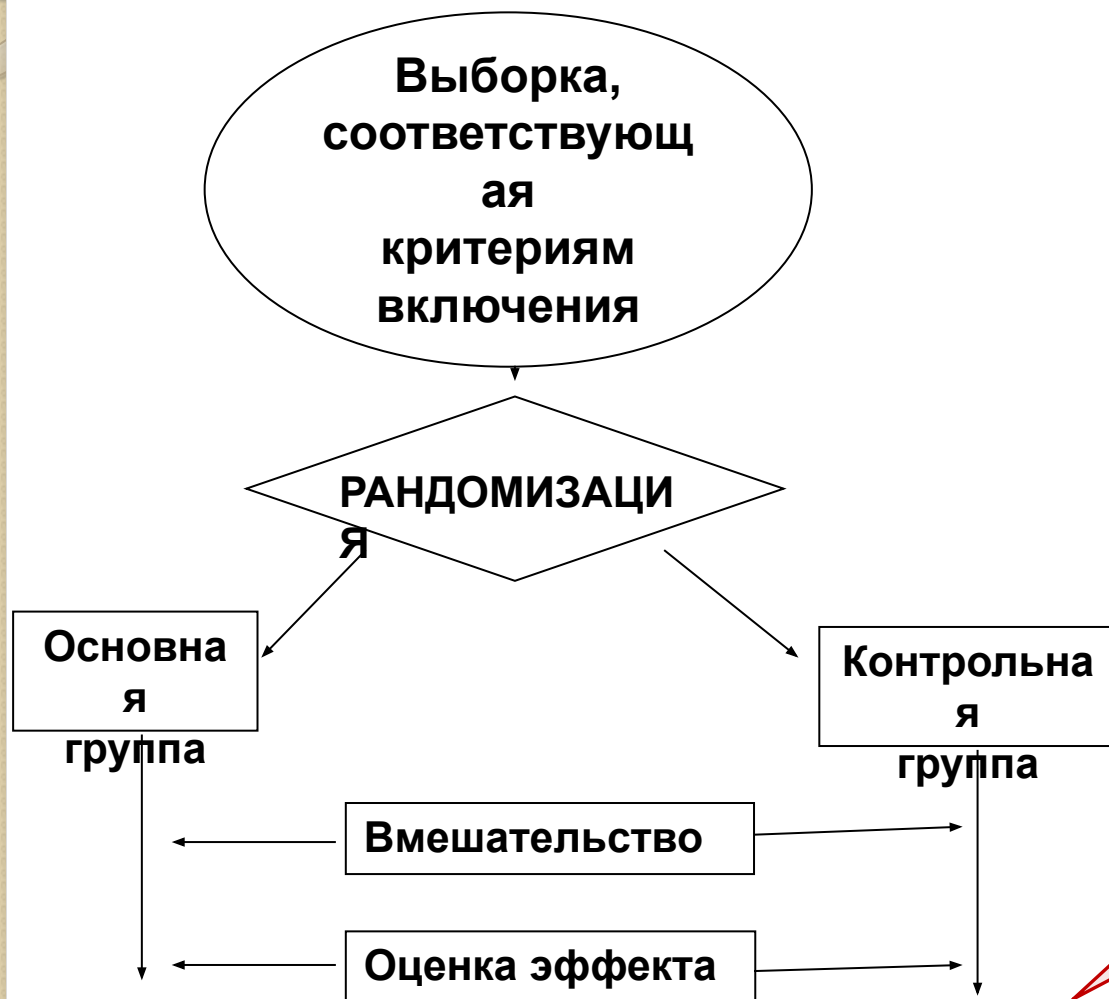 Выборка,
соответствующ
ая
критериям
включения
РАНДОМИЗАЦИ
Я
Основна
я
группа
Контрольна
я
группа
Вмешательство
Оценка эффекта